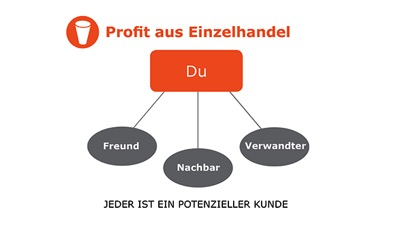 Profit aus Einzelhandel
Du
Freund
Nachbar
Verwandter
JEDER IST EIN POTENZIELLER KUNDE